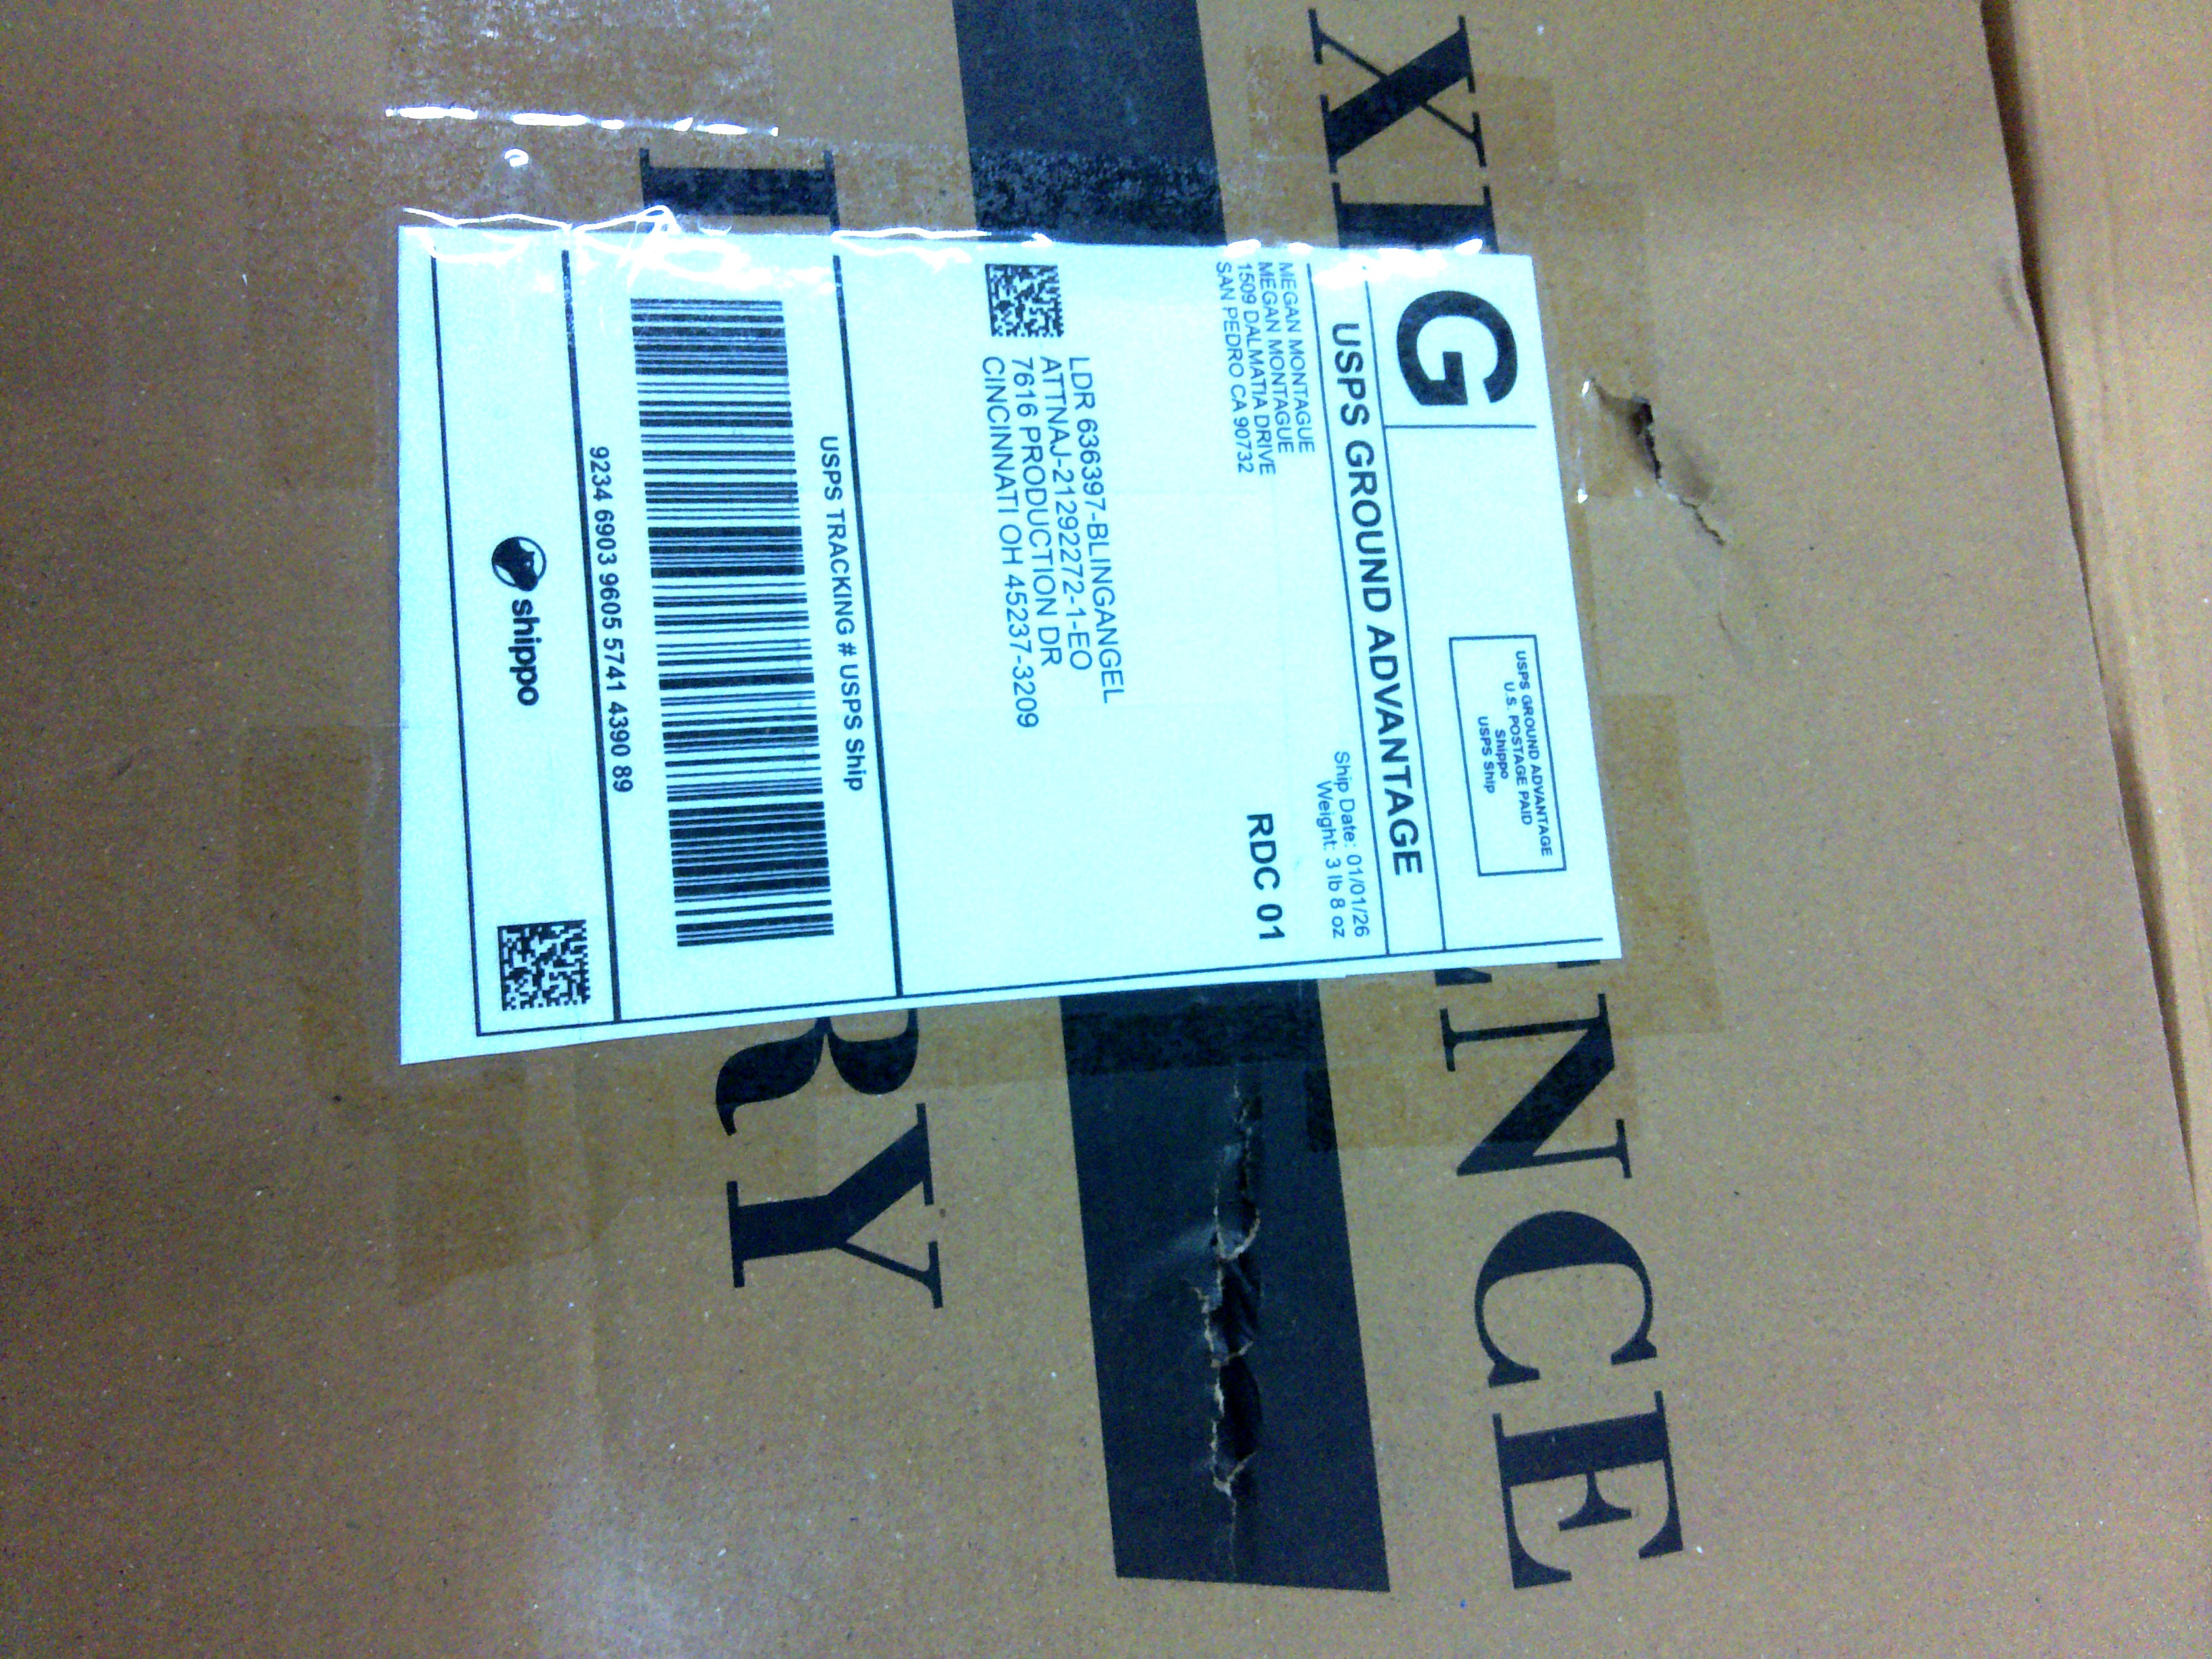 G
USPS GROUND ADVANTAGE
U.S. POSTAGE PAID
Shippo
USPS Ship
USPS GROUND ADVANTAGE
MEGAN MONTAGUE
MEGAN MONTAGUE
1509 DALMATIA DRIVE
SAN PEDRO CA 90732
Ship Date: 01/01/26
Weight: 3 lb 8 oz
RDC 01
LDR 636397-BLINGANGEL
ATTNAJ-21292272-1-EO
7616 PRODUCTION DR
CINCINNATI OH 45237-3209
USPS TRACKING # USPS Ship
9234 6903 9605 5741 4390 89
shippo